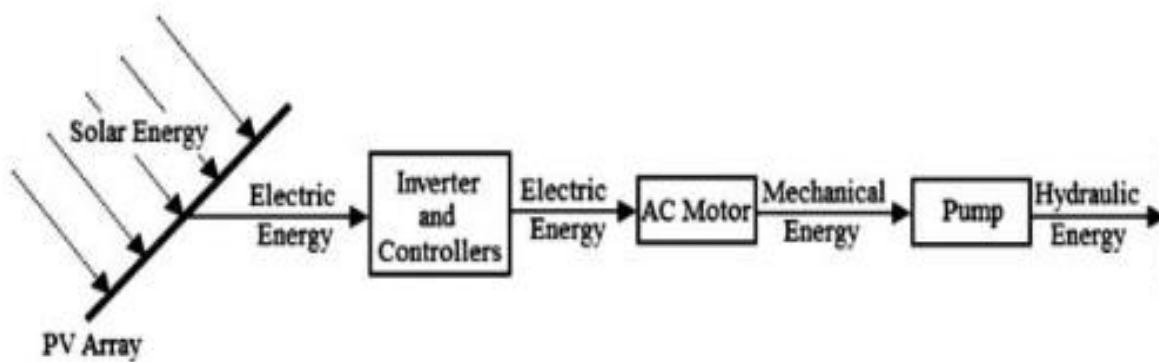 Solar Energy
PV Array
Electric
Energy
Inverter
and
Controllers
Electric
Energy
AC Motor
Mechanical
Energy
Pump
Hydraulic
Energy